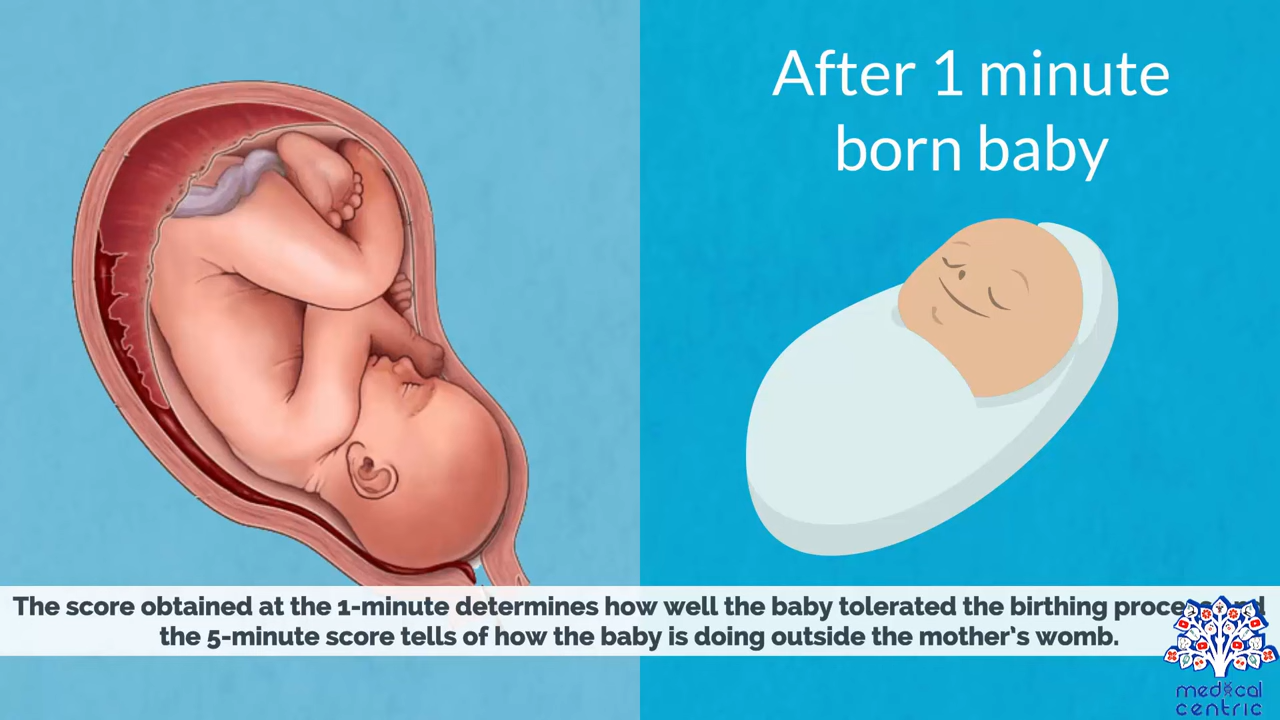 After 1 minute
born baby
The score obtained at the 1-minute determines how well the baby tolerated the birthing
the 5-minute score tells of how the baby is doing outside the mother's womb.
medical
centric